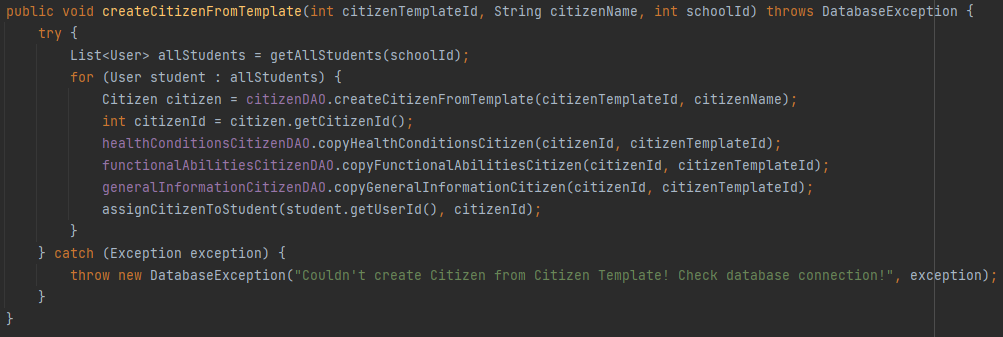 public void createCitizenFromTemplate(int citizenTemplateId, String citizenName, int schoolId) throws DatabaseException {
    try {
        List<User> allStudents = getAllStudents(schoolId);
        for (User student : allStudents) {
            Citizen citizen = citizenDAO.createCitizenFromTemplate(citizenTemplateId, citizenName);
            int citizenId = citizen.getCitizenId();
            healthConditionsCitizenDAO.copyHealthConditionsCitizen(citizenId, citizenTemplateId);
            functionalAbilitiesCitizenDAO.copyFunctionalAbilitiesCitizen(citizenId, citizenTemplateId);
            generalInformationCitizenDAO.copyGeneralInformationCitizen(citizenId, citizenTemplateId);
            assignCitizenToStudent(student.getUserId(), citizenId);
        }
    } catch (Exception exception) {
        throw new DatabaseException("Couldn't create Citizen from Citizen Template! Check database connection!", exception);
    }
}